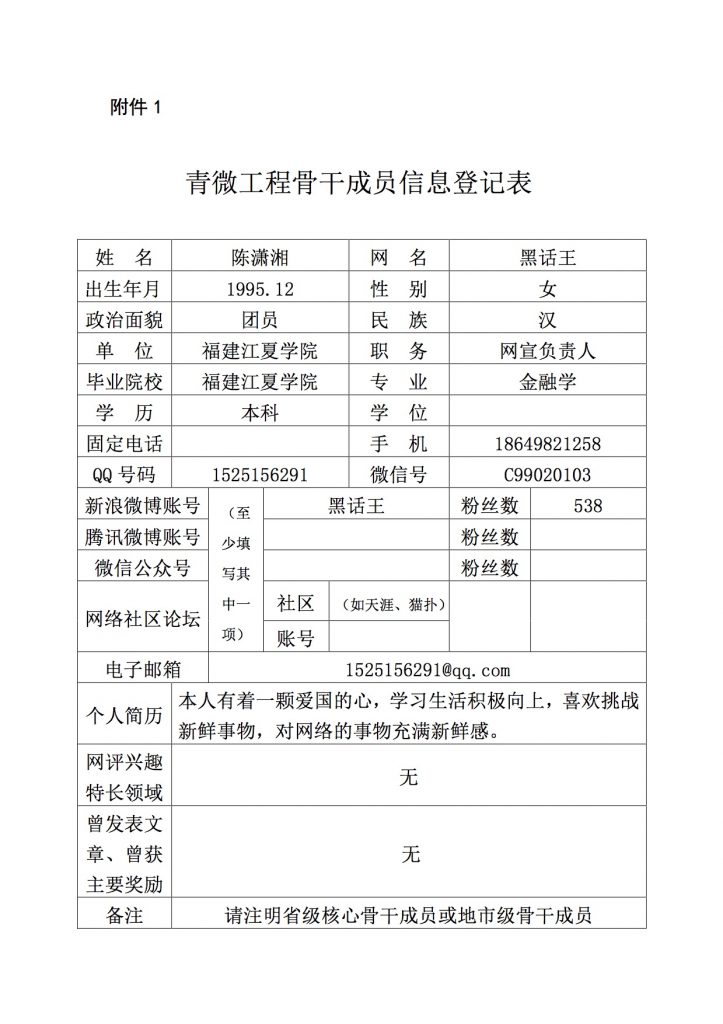 附件 1
青微工程骨干成员信息登记表
姓 名 陈潇湘 网 名 黑话王
出生年月 1995.12 性 别 女
政治面貌 团员 民 族 汉
单 位 福建江夏学院 职 务 网宣负责人
毕业院校 福建江夏学院 专 业 金融学
学 历 本科 学 位
固定电话 手 机 18649821258
QQ 号码 1525156291 微信号 C99020103
新浪微博账号 （至少填写其中一项） 黑话王 粉丝数 538
腾讯微博账号 粉丝数
微信公众号 粉丝数
网络社区论坛 社区 （如天涯、猫扑）
账号
电子邮箱 1525156291@qq.com
个人简历 本人有着一颗爱国的心，学习生活积极向上，喜欢挑战
新鲜事物，对网络的事物充满新鲜感。
网评兴趣
特长领域 无
曾发表文
章、曾获
主要奖励 无
备注 请注明省级核心骨干成员或地市级骨干成员